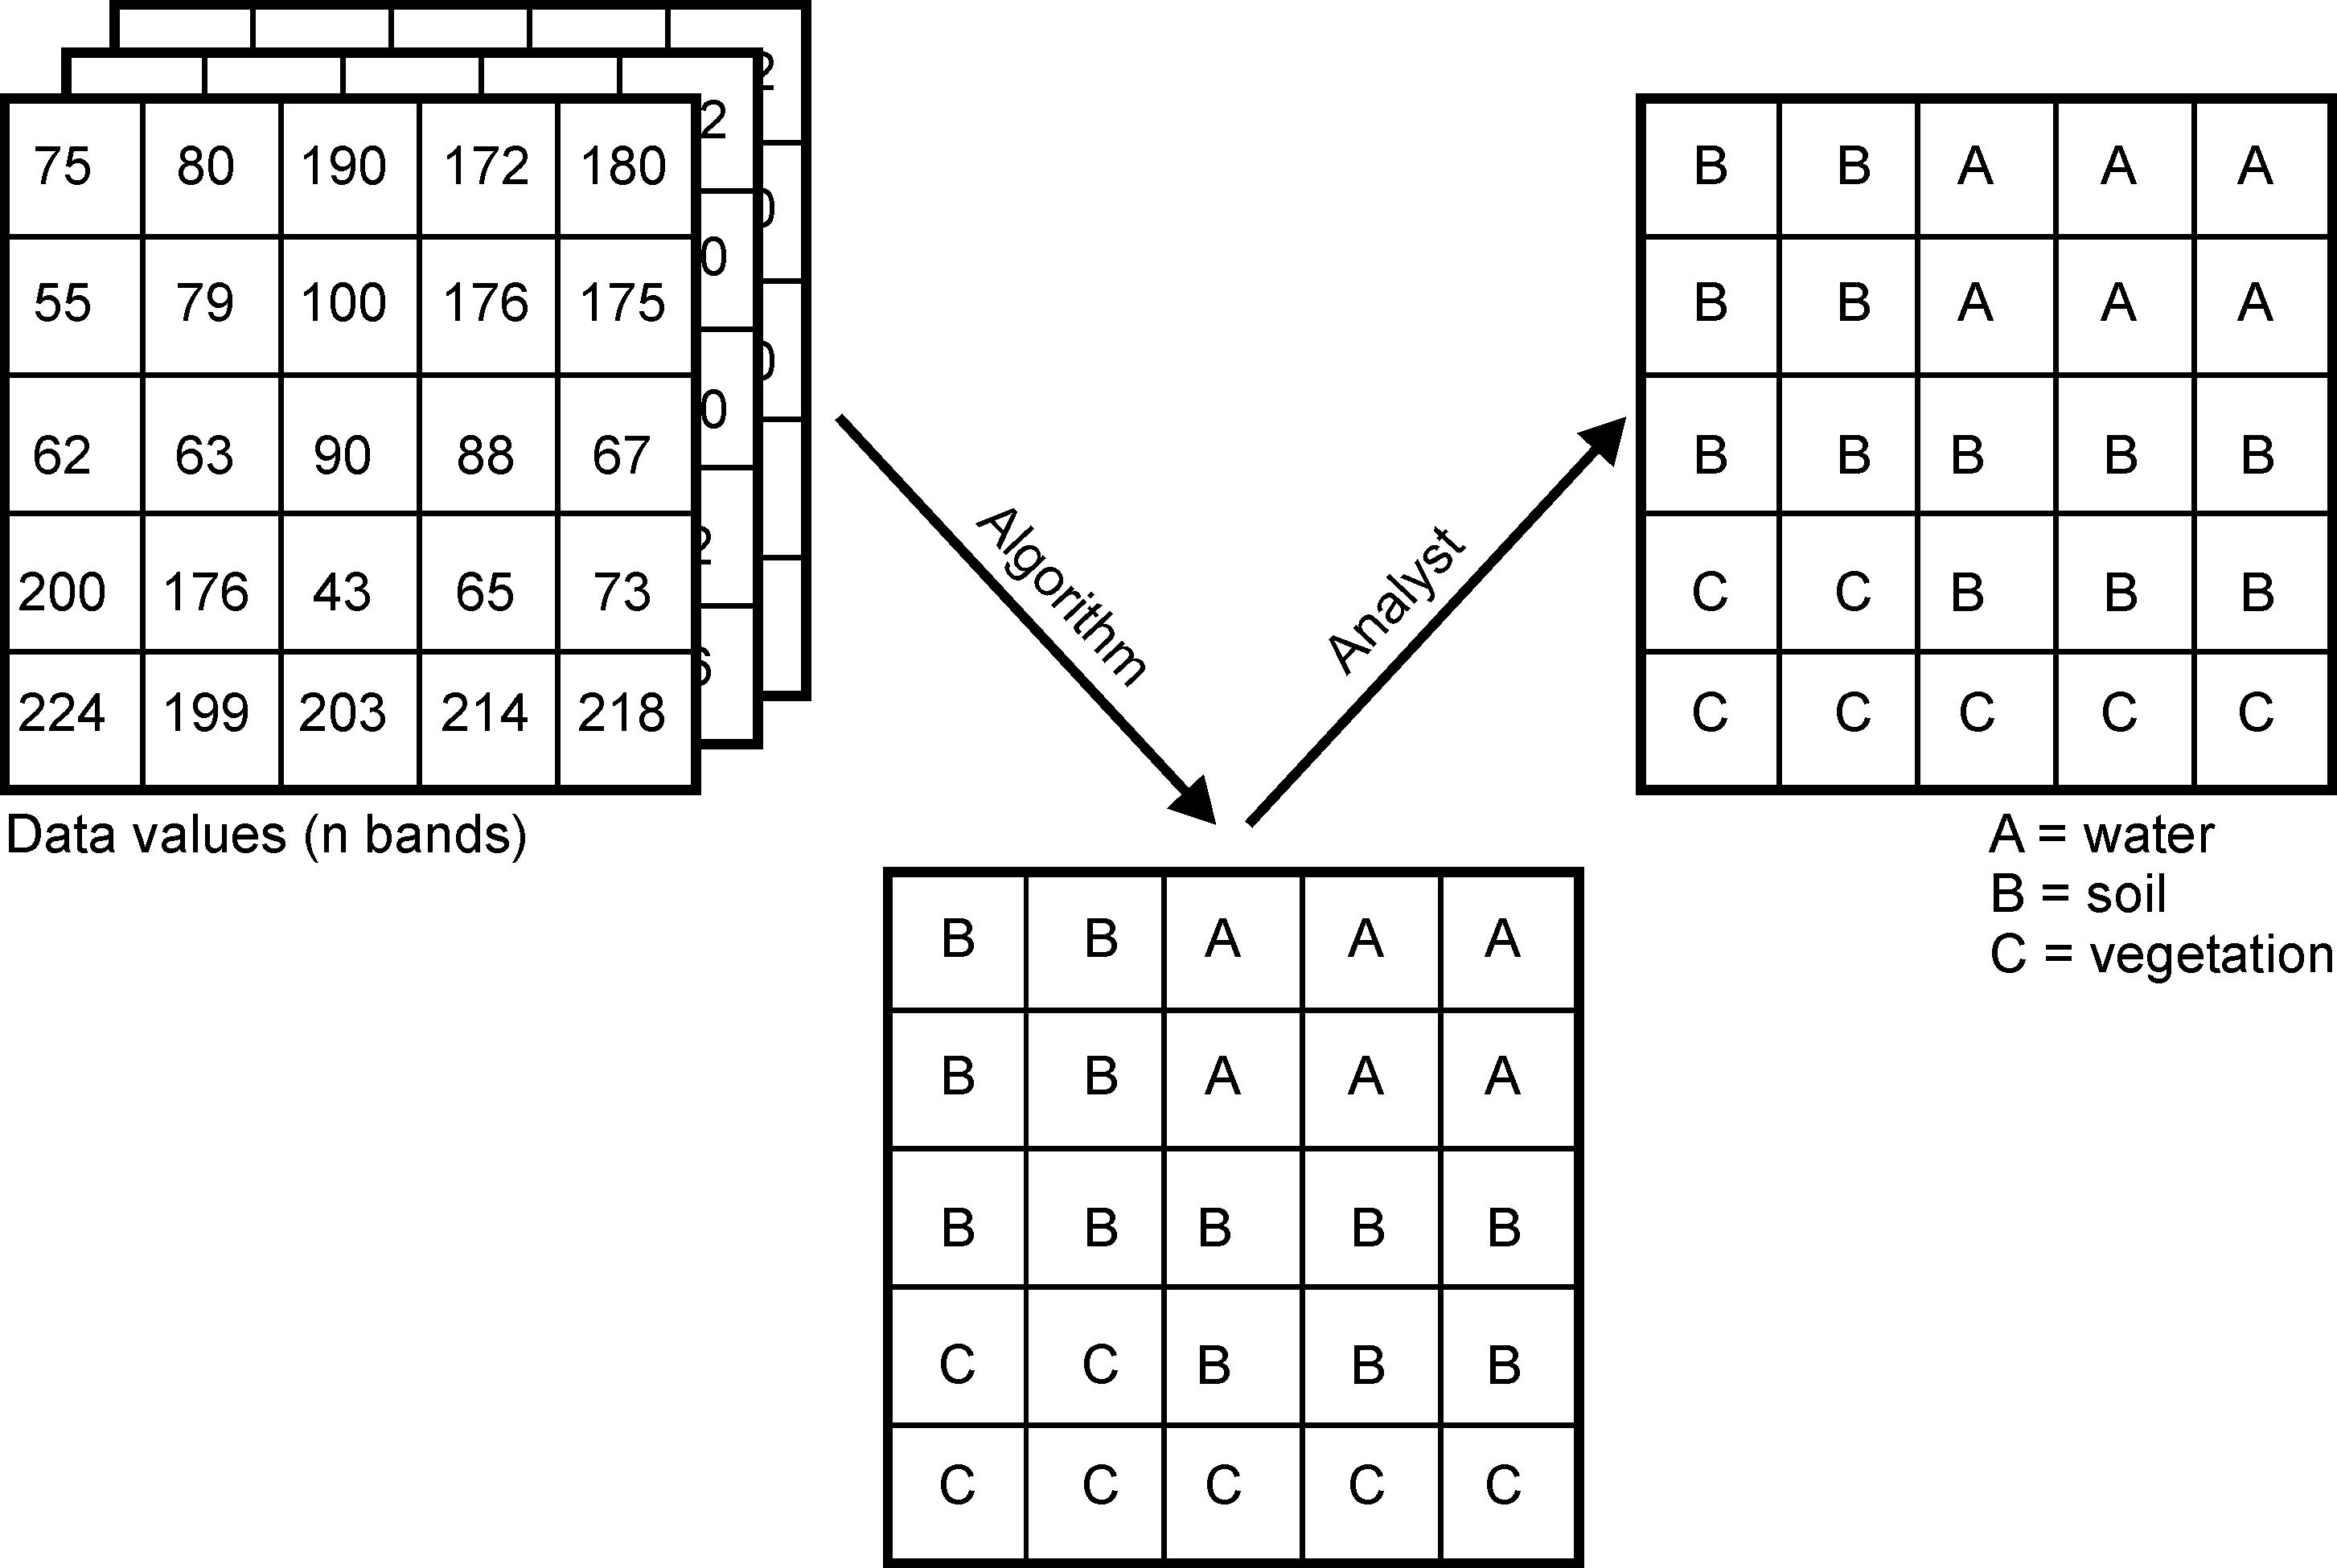 75 80 190 172 180
55 79 100 176 175
62 63 90 88 67
200 176 43 65 73
224 199 203 214 218
Data values (n bands)
Algorithm
Analyst
B B A A A
B B A A A
B B B B B
C C B B B
C C C C C
B B A A A
B B A A A
B B B B B
C C B B B
C C C C C
A = water
B = soil
C = vegetation